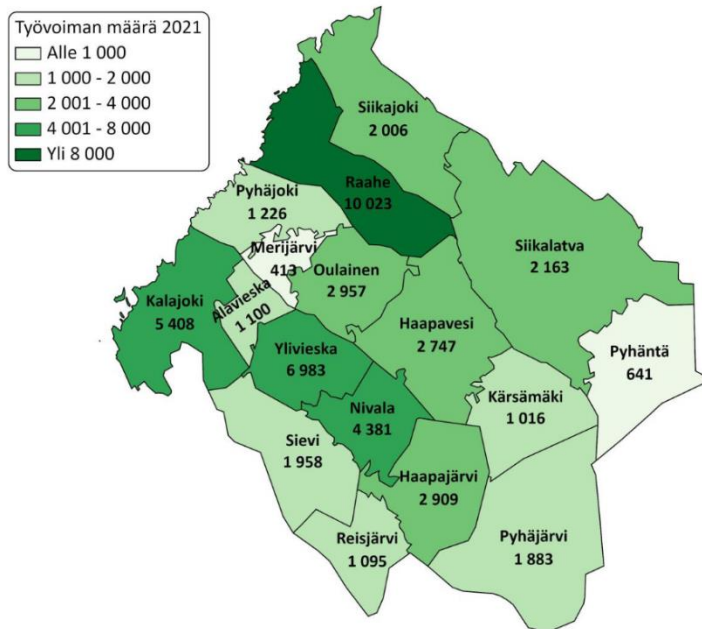 Työvoiman määrä 2021
Alle 1 000
1 000 - 2 000
2 001 - 4 000
4 001 - 8 000
Yli 8 000
Siikajoki
2 006
Raahe
10 023
Pyhäjoki
1 226
Siikalatva
2 163
Merijärvi
413
Oulainen
2 957
Kalajoki
5 408
Alavieska
1 100
Haapavesi
2 747
Pyhäntä
641
Ylivieska
6 983
Kärsämäki
1 016
Nivala
4 381
Sievi
1 958
Haapajärvi
2 909
Reisjärvi
1 095
Pyhäjärvi
1 883